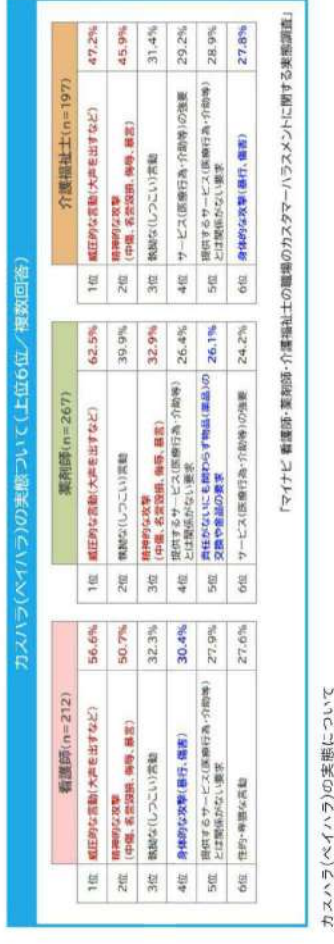 カスハラ(ペイハラ)の実態ついて(上位6位/複数回答)
看護師(n=212)
1位 威圧的な言動(大声を出すなど) 56.6%
2位 精神的な攻撃
(中傷、名誉毀損、侮辱、暴言) 50.7%
3位 執拗な(しつこい)言動 32.3%
4位 身体的な攻撃(暴行、傷害) 30.4%
5位 提供するサービス(医療行為・介助等)
とは関係がない要求 27.9%
6位 性的・卑猥な言動 27.6%
薬剤師(n=267)
1位 威圧的な言動(大声を出すなど) 62.5%
2位 執拗な(しつこい)言動 39.9%
3位 精神的な攻撃
(中傷、名誉毀損、侮辱、暴言) 32.9%
4位 提供するサービス(医療行為・介助等)
とは関係がない要求 26.4%
5位 責任がないにも関わらず物品(薬品)の
交換や金品の要求 26.1%
6位 サービス(医療行為・介助等)の強要 24.2%
介護福祉士(n=197)
1位 威圧的な言動(大声を出すなど) 47.2%
2位 精神的な攻撃
(中傷、名誉毀損、侮辱、暴言) 45.9%
3位 執拗な(しつこい)言動 31.4%
4位 サービス(医療行為・介助等)の強要 29.2%
5位 提供するサービス(医療行為・介助等)
とは関係がない要求 28.9%
6位 身体的な攻撃(暴行、傷害) 27.8%
「マイナビ 看護師・薬剤師・介護福祉士の職場のカスタマーハラスメントに関する実態調査」
カスハラ(ペイハラ)の実態について